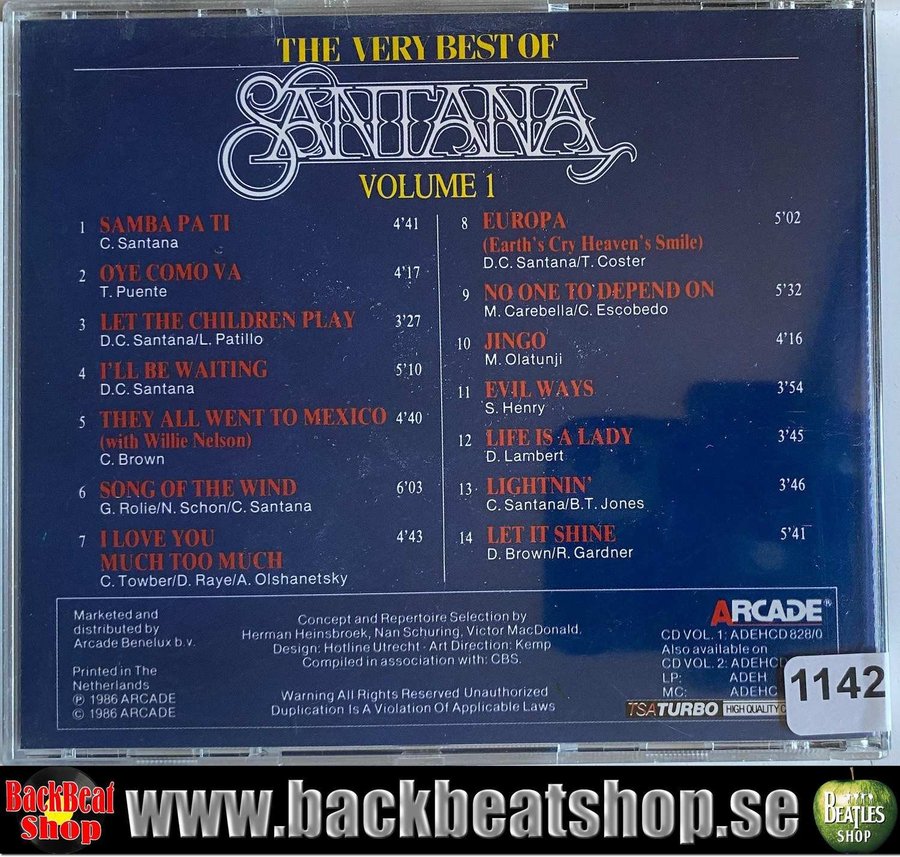 THE VERY BEST OF
SANTANA
VOLUME 1
1 SAMBA PA TI 4'41
C. Santana
2 OYE COMO VA 4'17
T. Puente
3 LET THE CHILDREN PLAY 3'27
D.C. Santana/L. Patillo
4 I'LL BE WAITING 5'10
D.C. Santana
5 THEY ALL WENT TO MEXICO 4'40
(with Willie Nelson)
C. Brown
6 SONG OF THE WIND 6'03
G. Rolie/N. Schon/C. Santana
7 I LOVE YOU 4'43
MUCH TOO MUCH
C. Towber/D. Raye/A. Olshanetsky
8 EUROPA 5'02
(Earth's Cry Heaven's Smile)
D.C. Santana/T. Coster
9 NO ONE TO DEPEND ON 5'32
M. Carebella/C. Escobedo
10 JINGO 4'16
M. Olatunji
11 EVIL WAYS 3'54
S. Henry
12 LIFE IS A LADY 3'45
D. Lambert
13 LIGHTNIN' 3'46
C. Santana/B.T. Jones
14 LET IT SHINE 5'41
D. Brown/R. Gardner
Marketed and
distributed by
Arcade Benelux b.v.
Printed in The
Netherlands
℗ 1986 ARCADE
© 1986 ARCADE
Concept and Repertoire Selection by
Herman Heinsbroek, Nan Schuring, Victor MacDonald.
Design: Hotline Utrecht - Art Direction: Kemp
Compiled in association with: CBS.
Warning All Rights Reserved Unauthorized
Duplication Is A Violation Of Applicable Laws
ARCADE®
CD VOL. 1: ADEHCD 828/0
Also available on
CD VOL. 2: ADEHCD
LP: ADEH
MC: ADEHC
TSATURBO HIGH QUALITY
1142
BackBeat
Shop
www.backbeatshop.se
BEATLES
SHOP